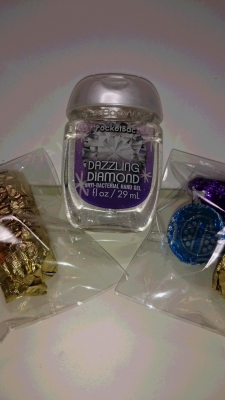 PocketBac
DAZZLING
DIAMOND
ANTI-BACTERIAL HAND GEL
1 fl oz / 29 mL